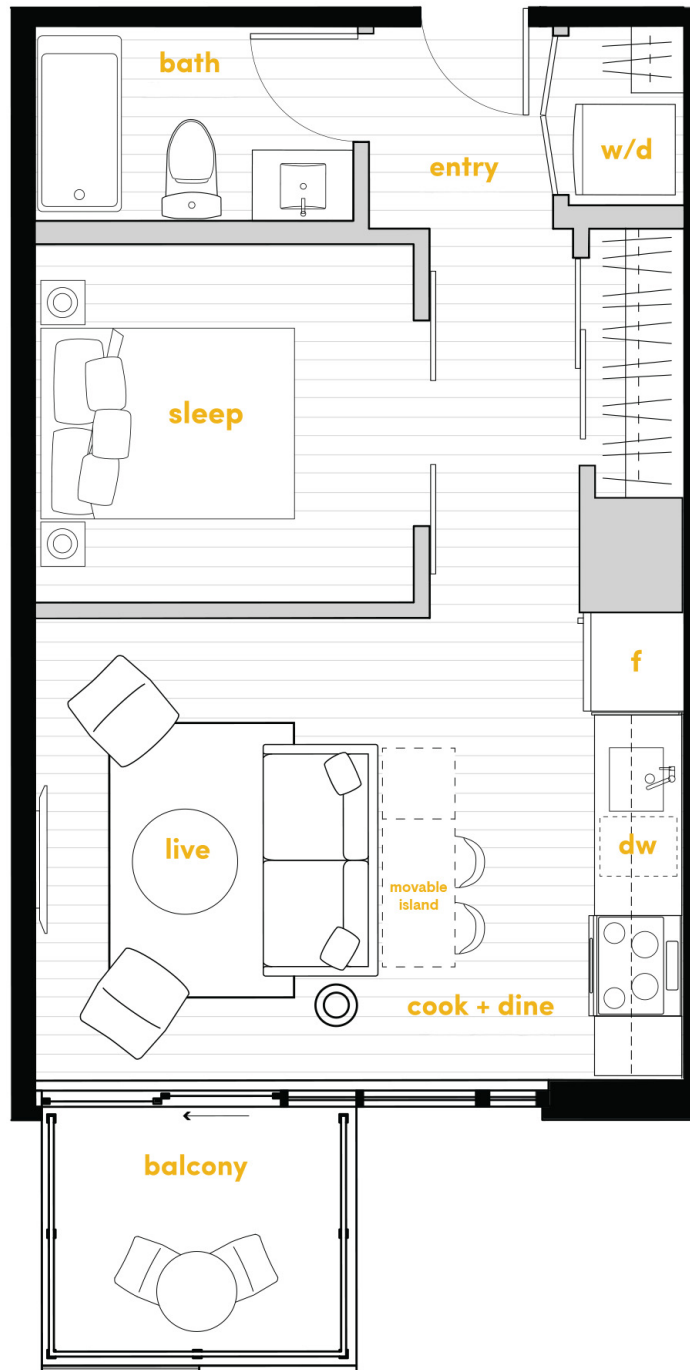 bath
entry
w/d
sleep
f
live
dw
movable
island
cook + dine
balcony